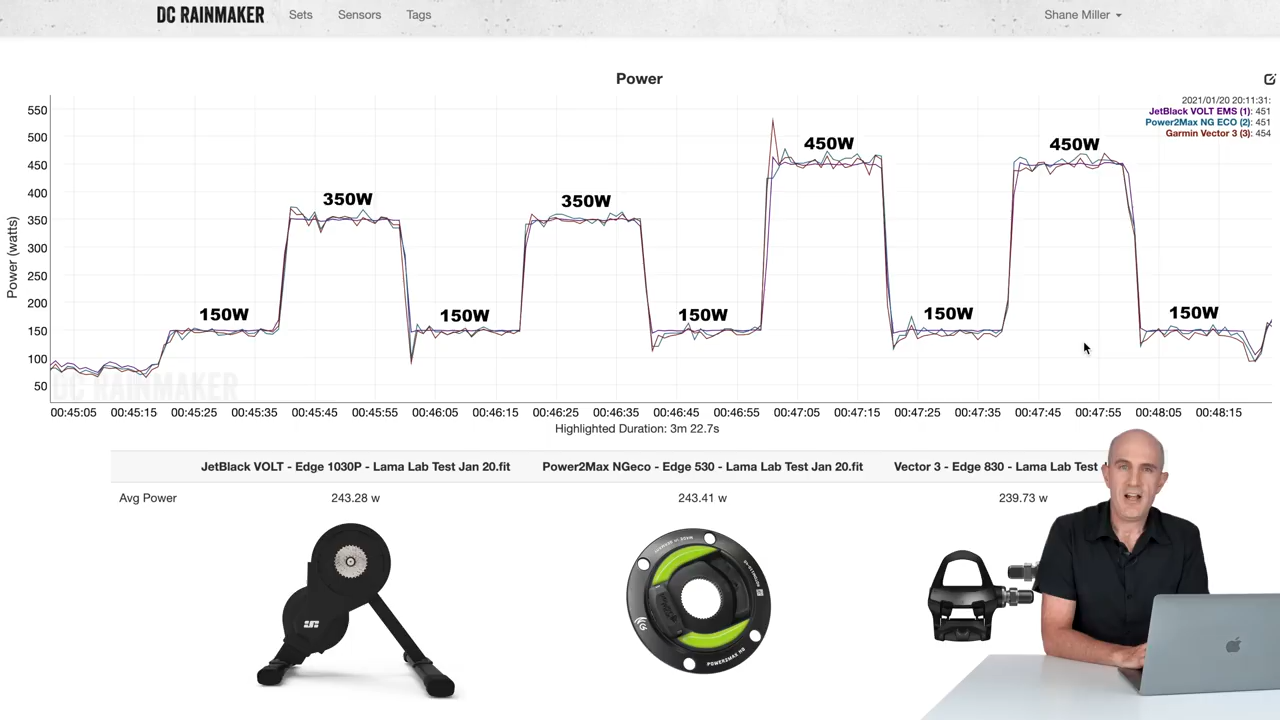 DC RAINMAKER Sets Sensors Tags Shane Miller
Power
2021/01/20 20:11:31:
JetBlack VOLT EMS (1): 451
Power2Max NG ECO (2): 451
Garmin Vector 3 (3): 454
550
500
450
400
350
300
250
200
150
100
50
Power (watts)
150W
350W
150W
350W
150W
450W
150W
450W
150W
DC RAINMAKER
00:45:05 00:45:15 00:45:25 00:45:35 00:45:45 00:45:55 00:46:05 00:46:15 00:46:25 00:46:35 00:46:45 00:46:55 00:47:05 00:47:15 00:47:25 00:47:35 00:47:45 00:47:55 00:48:05 00:48:15
Highlighted Duration: 3m 22.7s
JetBlack VOLT - Edge 1030P - Lama Lab Test Jan 20.fit Power2Max NGeco - Edge 530 - Lama Lab Test Jan 20.fit Vector 3 - Edge 830 - Lama Lab Test
Avg Power 243.28 w 243.41 w 239.73 w
POWER2MAX NG